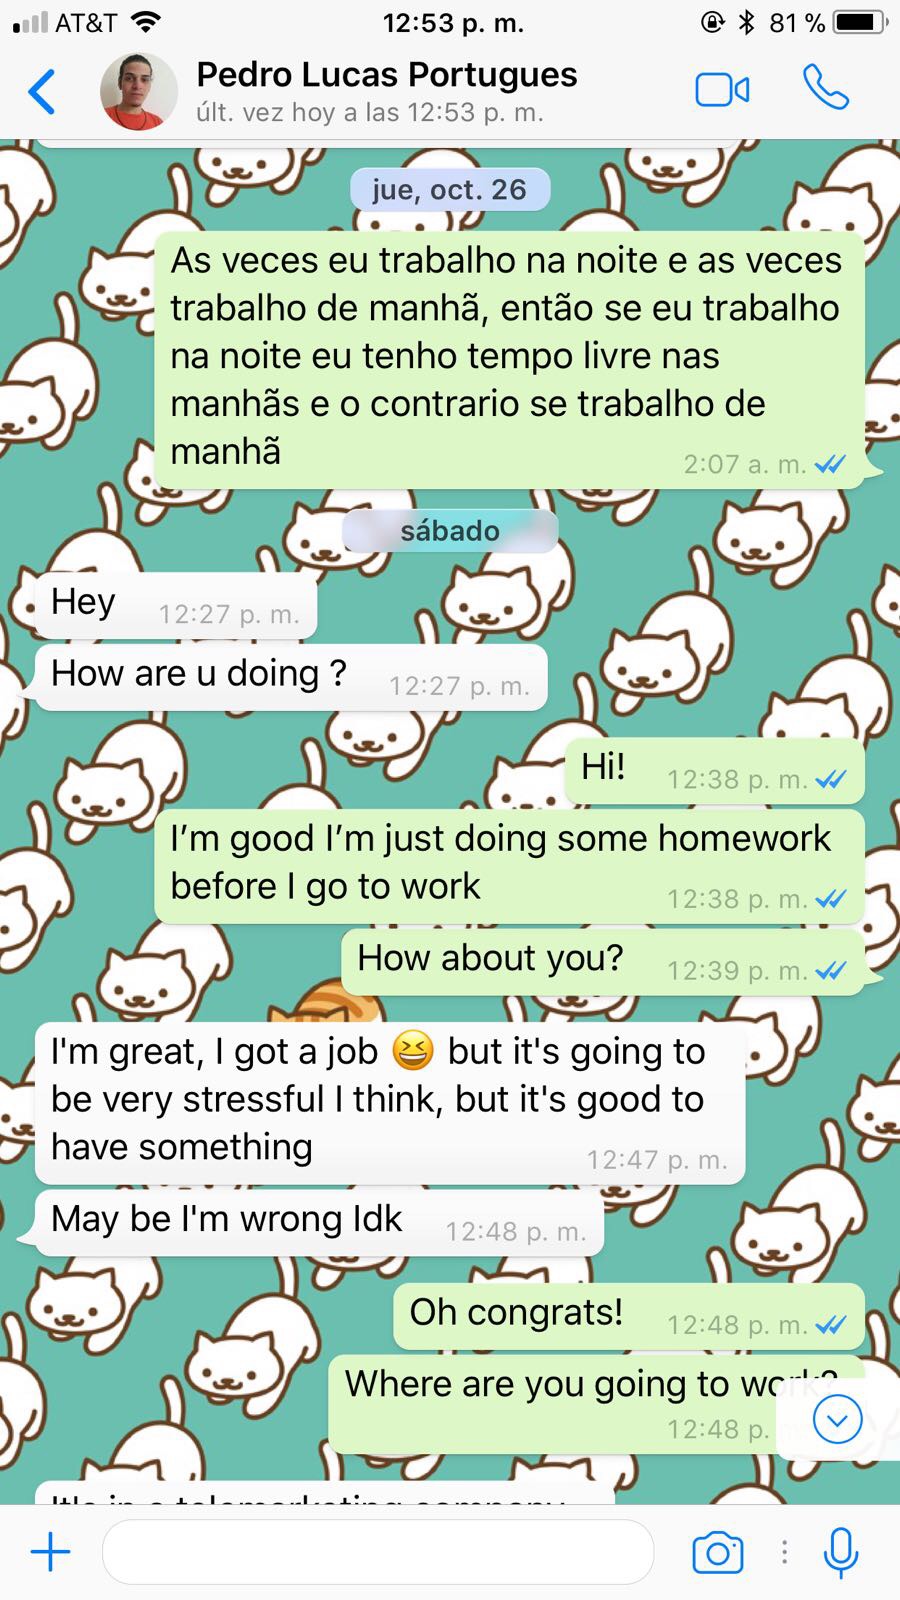 AT&T 12:53 p. m. 81 %
Pedro Lucas Portugues
últ. vez hoy a las 12:53 p. m.
jue, oct. 26
As veces eu trabalho na noite e as veces
trabalho de manhã, então se eu trabalho
na noite eu tenho tempo livre nas
manhãs e o contrario se trabalho de
manhã
2:07 a. m.
sábado
Hey 12:27 p. m.
How are u doing ? 12:27 p. m.
Hi! 12:38 p. m.
I’m good I’m just doing some homework
before I go to work 12:38 p. m.
How about you? 12:39 p. m.
I'm great, I got a job 😆 but it's going to
be very stressful I think, but it's good to
have something
12:47 p. m.
May be I'm wrong Idk 12:48 p. m.
Oh congrats! 12:48 p. m.
Where are you going to work?
12:48 p.
It's in a telemarketing company